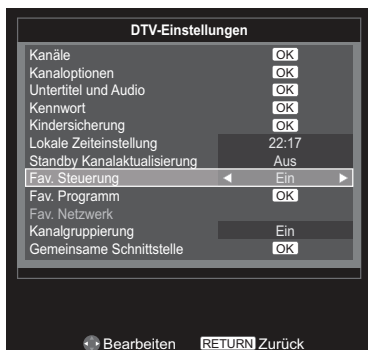 DTV-Einstellungen
Kanäle OK
Kanaloptionen OK
Untertitel und Audio OK
Kennwort OK
Kindersicherung OK
Lokale Zeiteinstellung 22:17
Standby Kanalaktualisierung Aus
Fav. Steuerung Ein
Fav. Programm OK
Fav. Netzwerk
Kanalgruppierung Ein
Gemeinsame Schnittstelle OK
Bearbeiten RETURN Zurück